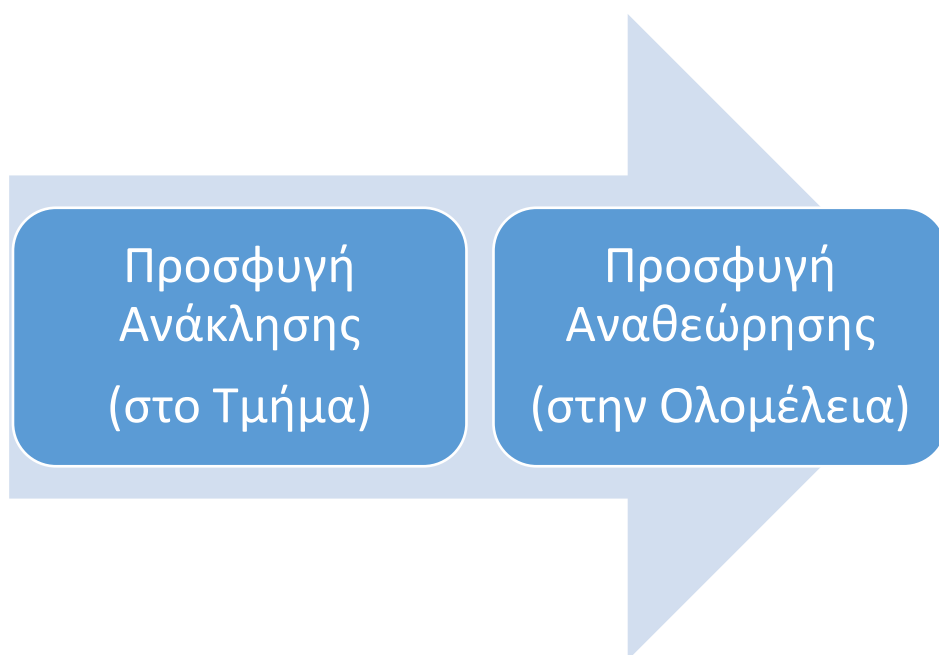 Προσφυγή
Ανάκλησης
(στο Τμήμα)
Προσφυγή
Αναθεώρησης
(στην Ολομέλεια)